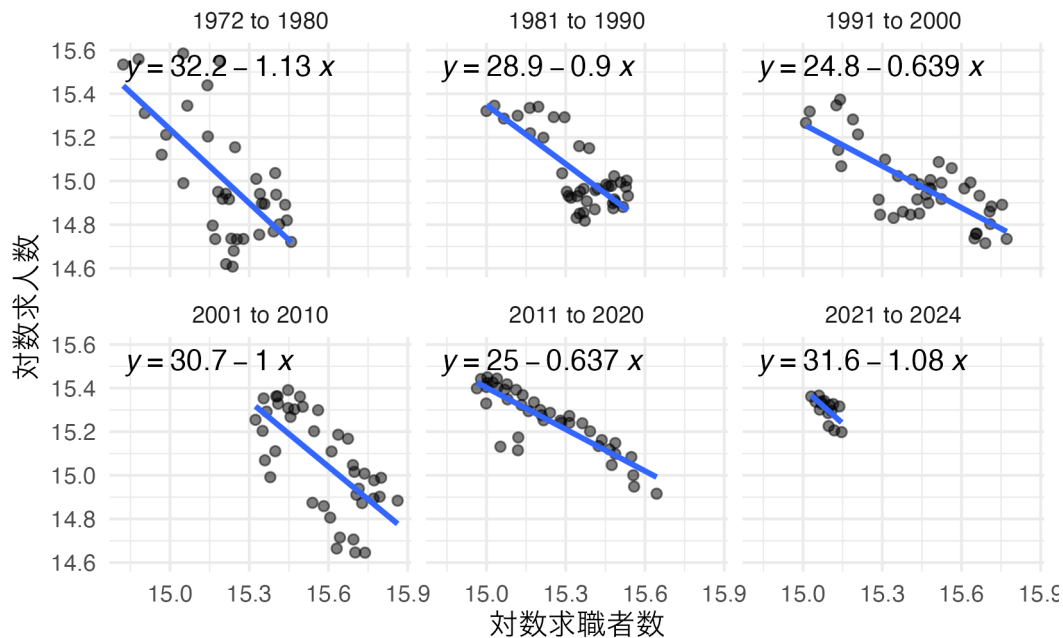 1972 to 1980
1981 to 1990
1991 to 2000
15.6
15.4
15.2
15.0
14.8
14.6
y = 32.2 − 1.13 x
y = 28.9 − 0.9 x
y = 24.8 − 0.639 x
対数求人数
2001 to 2010
2011 to 2020
2021 to 2024
15.6
15.4
15.2
15.0
14.8
14.6
y = 30.7 − 1 x
y = 25 − 0.637 x
y = 31.6 − 1.08 x
15.0 15.3 15.6 15.9
15.0 15.3 15.6 15.9
15.0 15.3 15.6 15.9
対数求職者数